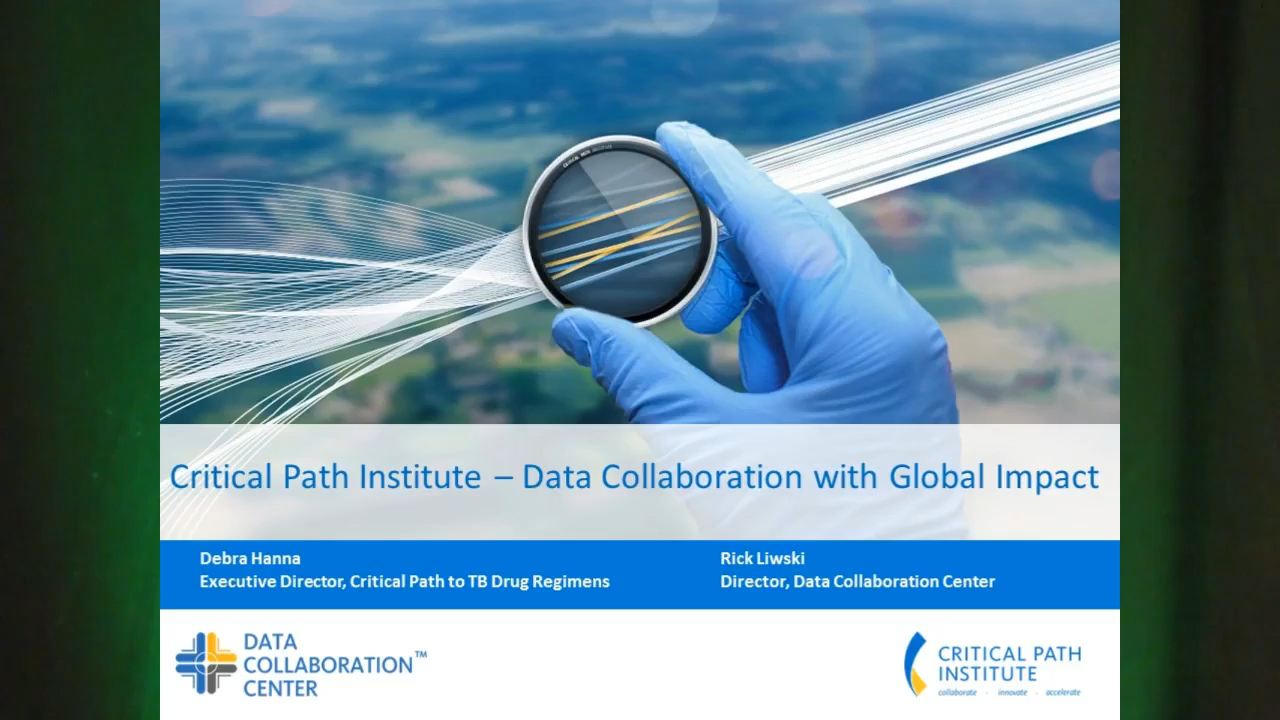 Critical Path Institute – Data Collaboration with Global Impact
Debra Hanna
Executive Director, Critical Path to TB Drug Regimens
Rick Liwski
Director, Data Collaboration Center
DATA
COLLABORATION™
CENTER
CRITICAL PATH
INSTITUTE
collaborate · innovate · accelerate